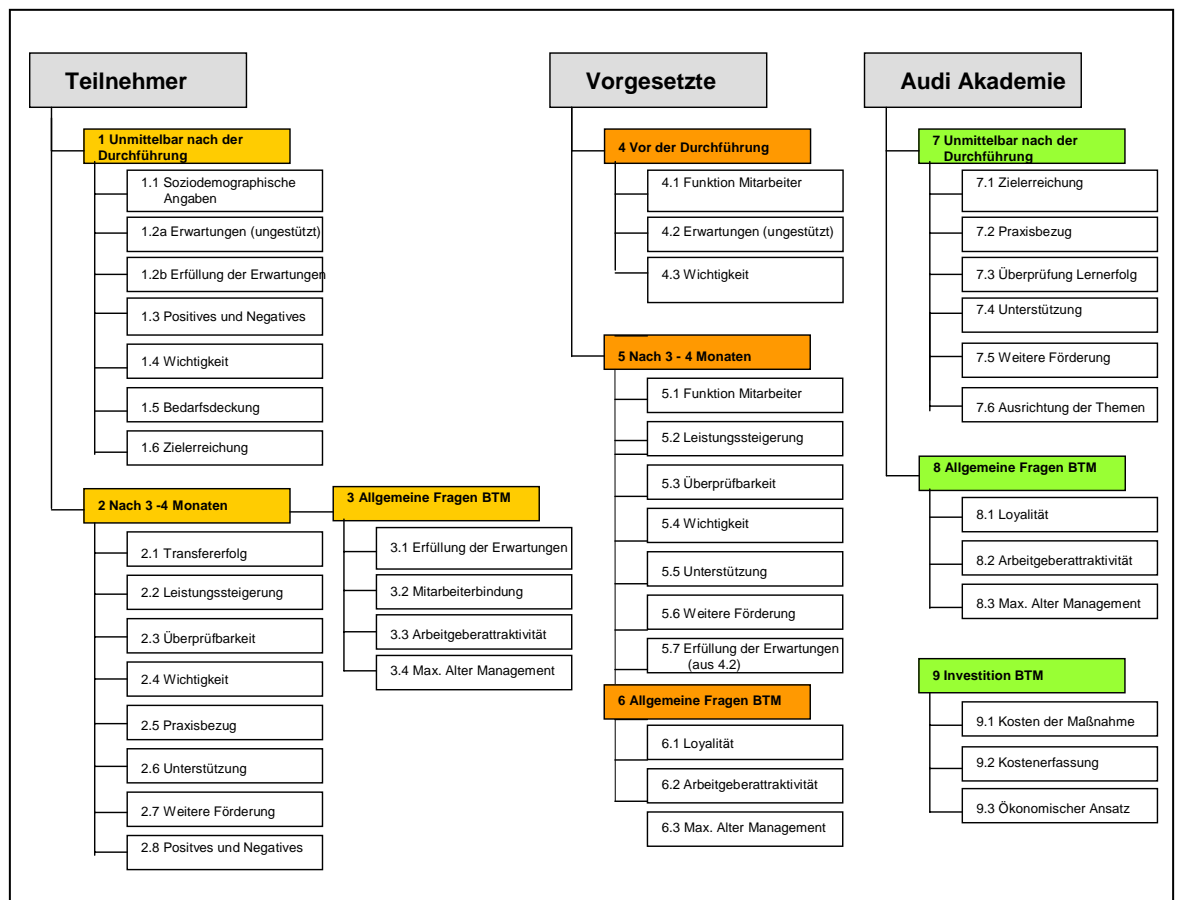 Teilnehmer
1 Unmittelbar nach der
Durchführung
1.1 Soziodemographische
Angaben
1.2a Erwartungen (ungestützt)
1.2b Erfüllung der Erwartungen
1.3 Positives und Negatives
1.4 Wichtigkeit
1.5 Bedarfsdeckung
1.6 Zielerreichung
2 Nach 3 -4 Monaten
2.1 Transfererfolg
2.2 Leistungssteigerung
2.3 Überprüfbarkeit
2.4 Wichtigkeit
2.5 Praxisbezug
2.6 Unterstützung
2.7 Weitere Förderung
2.8 Positves und Negatives
3 Allgemeine Fragen BTM
3.1 Erfüllung der Erwartungen
3.2 Mitarbeiterbindung
3.3 Arbeitgeberattraktivität
3.4 Max. Alter Management
Vorgesetzte
4 Vor der Durchführung
4.1 Funktion Mitarbeiter
4.2 Erwartungen (ungestützt)
4.3 Wichtigkeit
5 Nach 3 - 4 Monaten
5.1 Funktion Mitarbeiter
5.2 Leistungssteigerung
5.3 Überprüfbarkeit
5.4 Wichtigkeit
5.5 Unterstützung
5.6 Weitere Förderung
5.7 Erfüllung der Erwartungen
(aus 4.2)
6 Allgemeine Fragen BTM
6.1 Loyalität
6.2 Arbeitgeberattraktivität
6.3 Max. Alter Management
Audi Akademie
7 Unmittelbar nach der
Durchführung
7.1 Zielerreichung
7.2 Praxisbezug
7.3 Überprüfung Lernerfolg
7.4 Unterstützung
7.5 Weitere Förderung
7.6 Ausrichtung der Themen
8 Allgemeine Fragen BTM
8.1 Loyalität
8.2 Arbeitgeberattraktivität
8.3 Max. Alter Management
9 Investition BTM
9.1 Kosten der Maßnahme
9.2 Kostenerfassung
9.3 Ökonomischer Ansatz